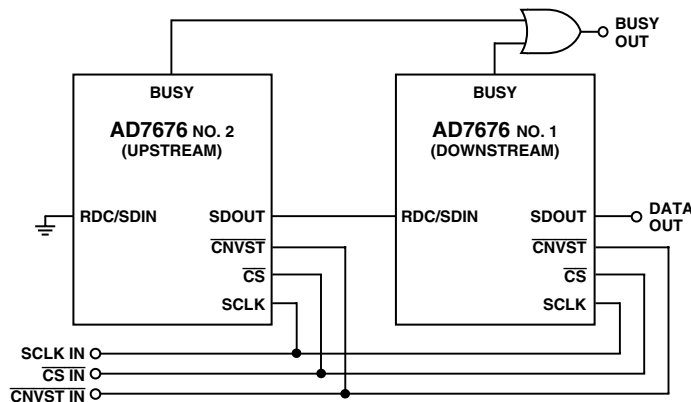 BUSY
OUT
BUSY
BUSY
AD7676 NO. 2
(UPSTREAM)
AD7676 NO. 1
(DOWNSTREAM)
RDC/SDIN
SDOUT
RDC/SDIN
SDOUT
DATA
OUT
CNVST
CNVST
CS
CS
SCLK
SCLK
SCLK IN
CS IN
CNVST IN